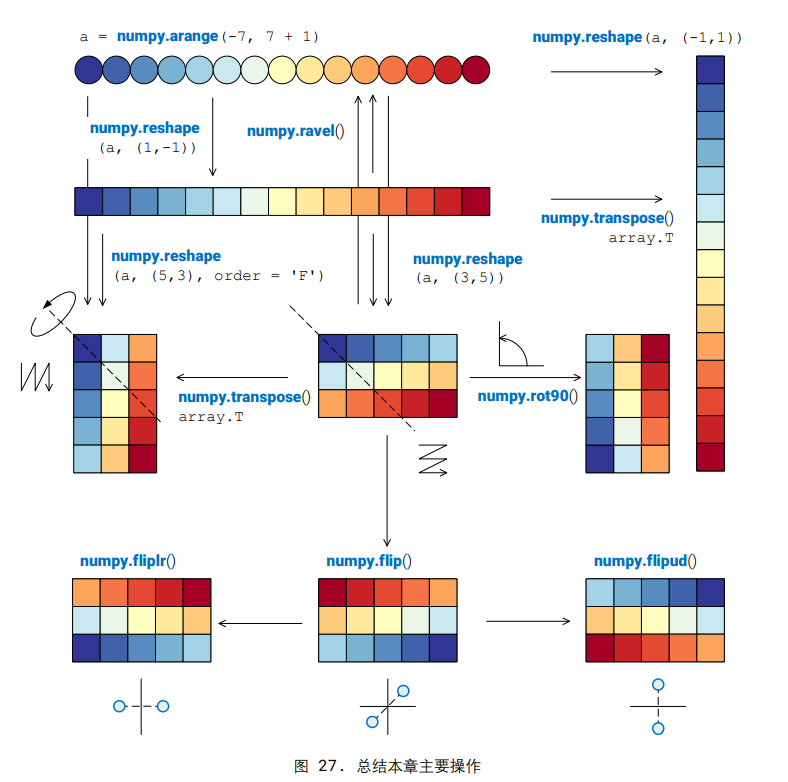 a = numpy.arange(-7, 7 + 1)
numpy.reshape(a, (-1,1))
numpy.reshape
(a, (1,-1))
numpy.ravel()
numpy.transpose()
array.T
numpy.reshape
(a, (5,3), order = 'F')
numpy.reshape
(a, (3,5))
numpy.transpose()
array.T
numpy.rot90()
numpy.fliplr()
numpy.flip()
numpy.flipud()
图 27. 总结本章主要操作